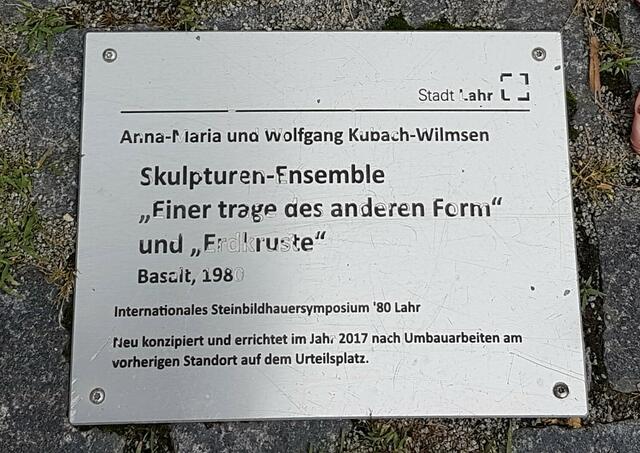 Stadt Lahr
Anna-Maria und Wolfgang Kubach-Wilmsen
Skulpturen-Ensemble
„Einer trage des anderen Form“
und „Erdkruste“
Basalt, 1980
Internationales Steinbildhauersymposium '80 Lahr
Neu konzipiert und errichtet im Jahr 2017 nach Umbauarbeiten am
vorherigen Standort auf dem Urteilsplatz.